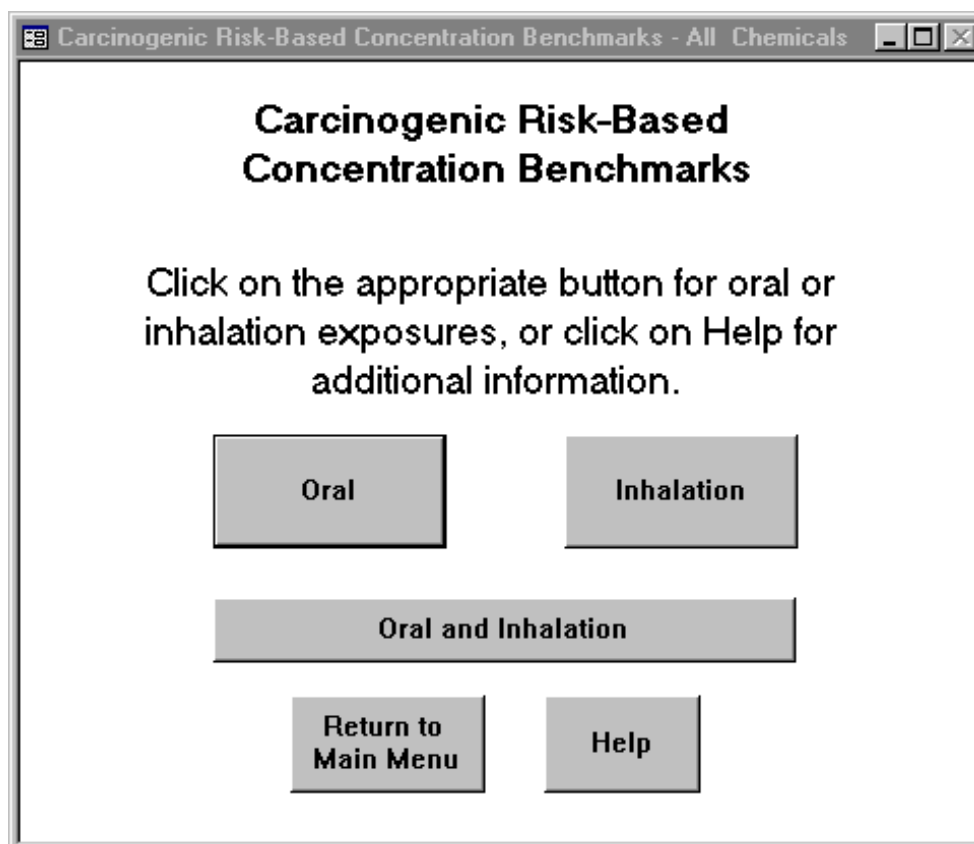 Carcinogenic Risk-Based Concentration Benchmarks - All  Chemicals
Carcinogenic Risk-Based
Concentration Benchmarks
Click on the appropriate button for oral or
inhalation exposures, or click on Help for
additional information.
Oral
Inhalation
Oral and Inhalation
Return to
Main Menu
Help